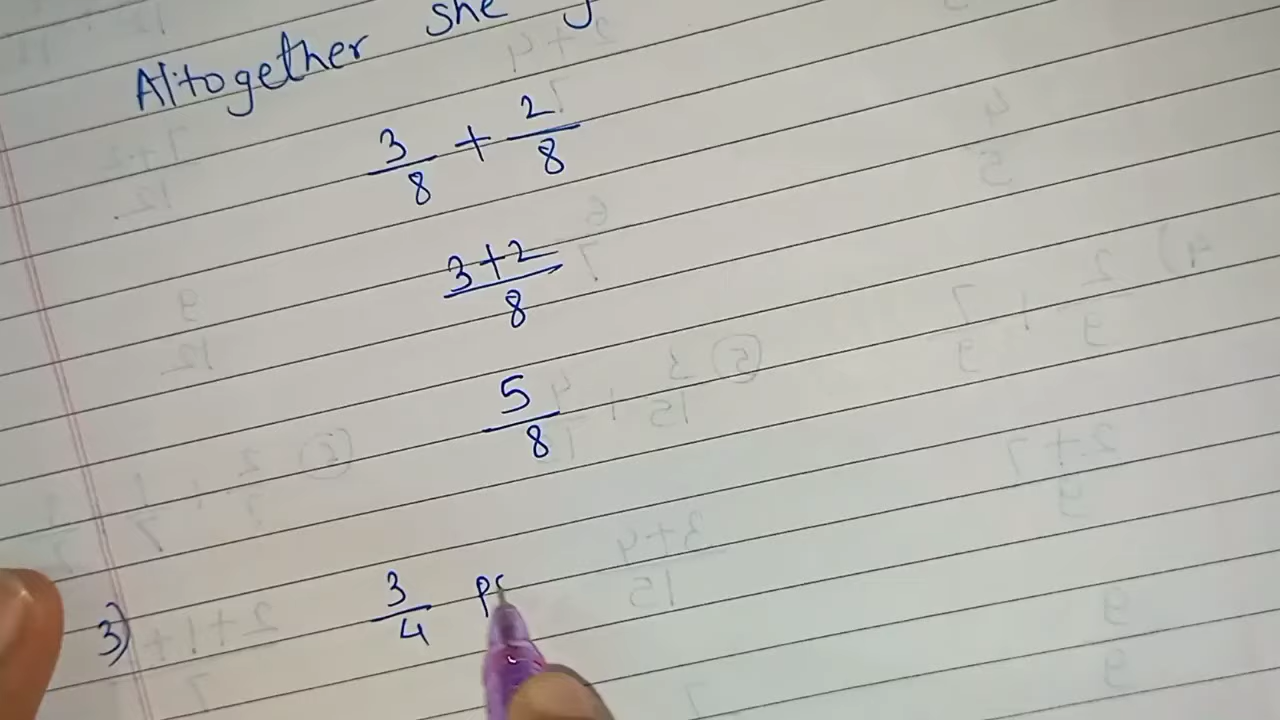 Altogether she
3/8 + 2/8
3+2/8
5/8
3) 3/4